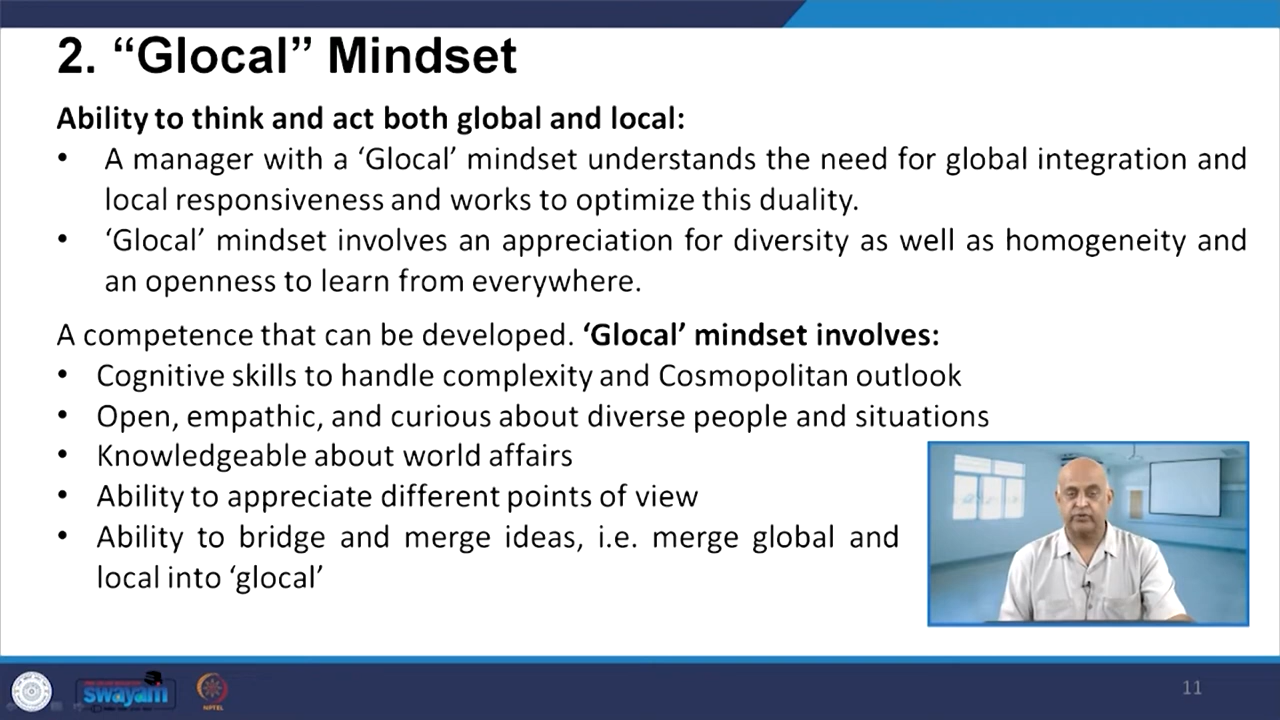 2. “Glocal” Mindset
Ability to think and act both global and local:
• A manager with a ‘Glocal’ mindset understands the need for global integration and
local responsiveness and works to optimize this duality.
• ‘Glocal’ mindset involves an appreciation for diversity as well as homogeneity and
an openness to learn from everywhere.
A competence that can be developed. ‘Glocal’ mindset involves:
• Cognitive skills to handle complexity and Cosmopolitan outlook
• Open, empathic, and curious about diverse people and situations
• Knowledgeable about world affairs
• Ability to appreciate different points of view
• Ability to bridge and merge ideas, i.e. merge global and
local into ‘glocal’
swayam
NPTEL
11